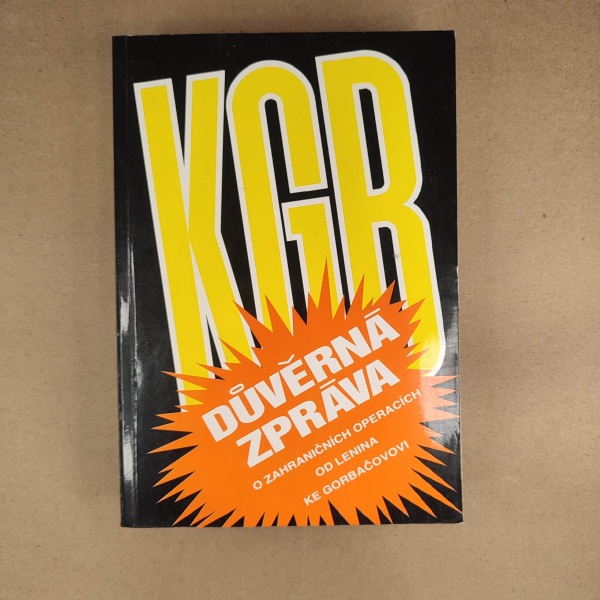 KGB
DŮVĚRNÁ
ZPRÁVA
O ZAHRANIČNÍCH OPERACÍCH
OD LENINA
KE GORBAČOVOVI